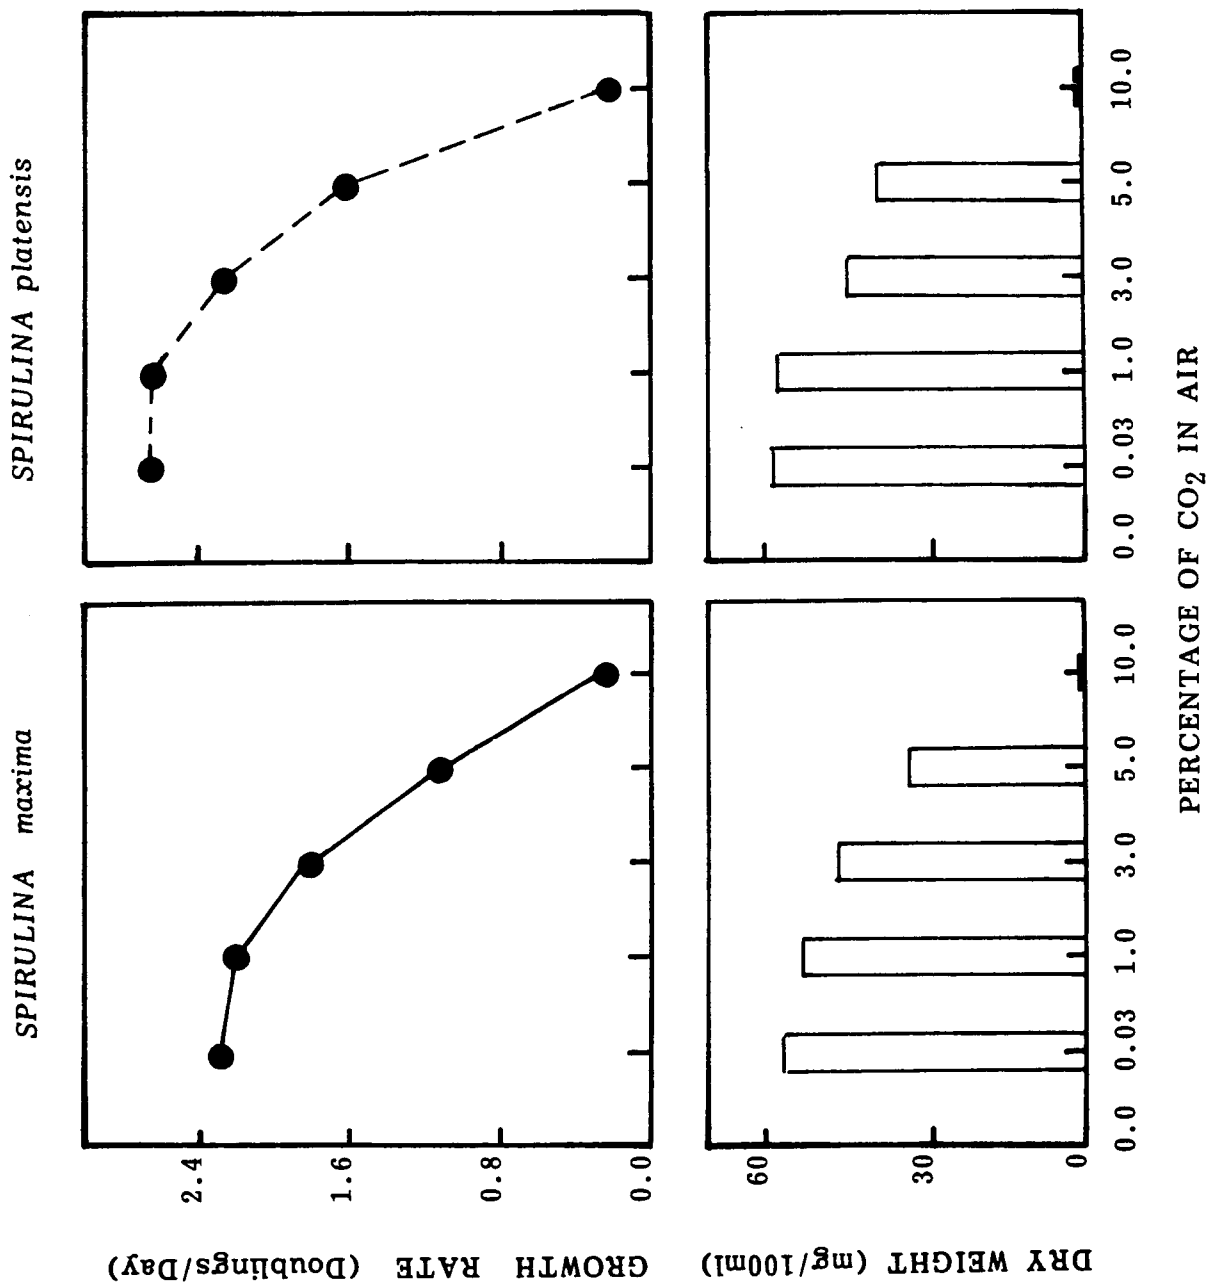 SPIRULINA maxima
SPIRULINA platensis
GROWTH RATE (Doublings/Day)
2.4
1.6
0.8
0.0
DRY WEIGHT (mg/100ml)
60
30
0
0.0 0.03 1.0 3.0 5.0 10.0
0.0 0.03 1.0 3.0 5.0 10.0
PERCENTAGE OF CO2 IN AIR